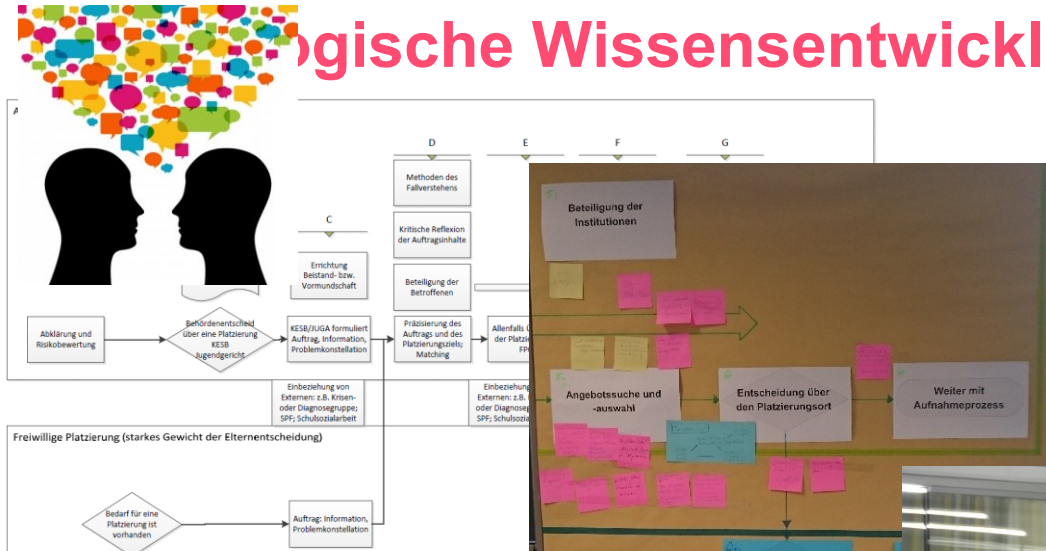 ogische Wissensentwickl
A
D
E
F
G
Methoden des
Fallverstehens
Kritische Reflexion
der Auftragsinhalte
C
Errichtung
Beistand- bzw.
Vormundschaft
Beteiligung der
Betroffenen
Abklärung und
Risikobewertung
Behördenentscheid
über eine Platzierung
KESB
Jugendgericht
KESB/JUGA formuliert
Auftrag, Information,
Problemkonstellation
Präzisierung des
Auftrags und des
Platzierungsziels;
Matching
Allenfalls ü
der Platzi
FP
Einbeziehung von
Externen: z.B. Krisen-
oder Diagnosegruppe;
SPF; Schulsozialarbeit
Einbeziehung
Externen: z.B.
oder Diagnoseg
SPF; Schulsozia
Freiwillige Platzierung (starkes Gewicht der Elternentscheidung)
Bedarf für eine
Platzierung ist
vorhanden
Auftrag: Information,
Problemkonstellation
Beteiligung der
Institutionen
Angebotssuche und
-auswahl
Entscheidung über
den Platzierungsort
Weiter mit
Aufnahmeprozess